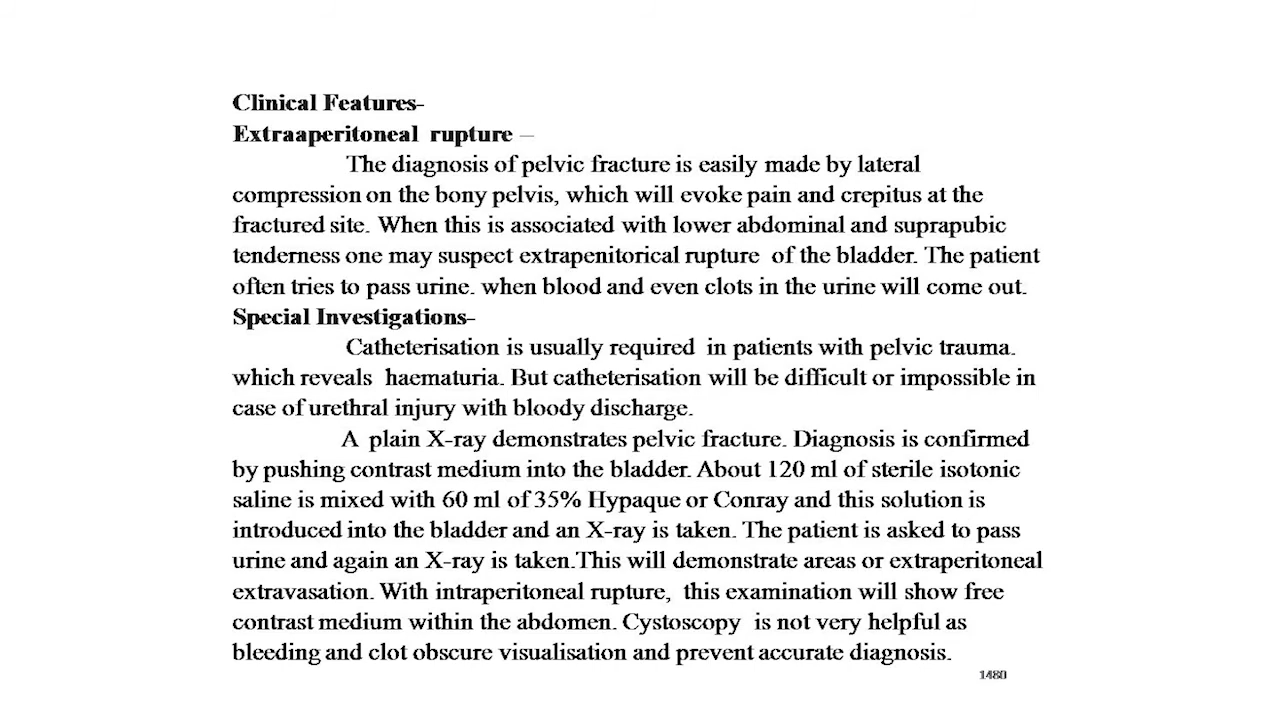 Clinical Features-
Extraaperitoneal rupture –
The diagnosis of pelvic fracture is easily made by lateral
compression on the bony pelvis, which will evoke pain and crepitus at the
fractured site. When this is associated with lower abdominal and suprapubic
tenderness one may suspect extrapenitorical rupture of the bladder. The patient
often tries to pass urine. when blood and even clots in the urine will come out.
Special Investigations-
Catheterisation is usually required in patients with pelvic trauma.
which reveals haematuria. But catheterisation will be difficult or impossible in
case of urethral injury with bloody discharge.
A plain X-ray demonstrates pelvic fracture. Diagnosis is confirmed
by pushing contrast medium into the bladder. About 120 ml of sterile isotonic
saline is mixed with 60 ml of 35% Hypaque or Conray and this solution is
introduced into the bladder and an X-ray is taken. The patient is asked to pass
urine and again an X-ray is taken.This will demonstrate areas or extraperitoneal
extravasation. With intraperitoneal rupture, this examination will show free
contrast medium within the abdomen. Cystoscopy is not very helpful as
bleeding and clot obscure visualisation and prevent accurate diagnosis.
1480